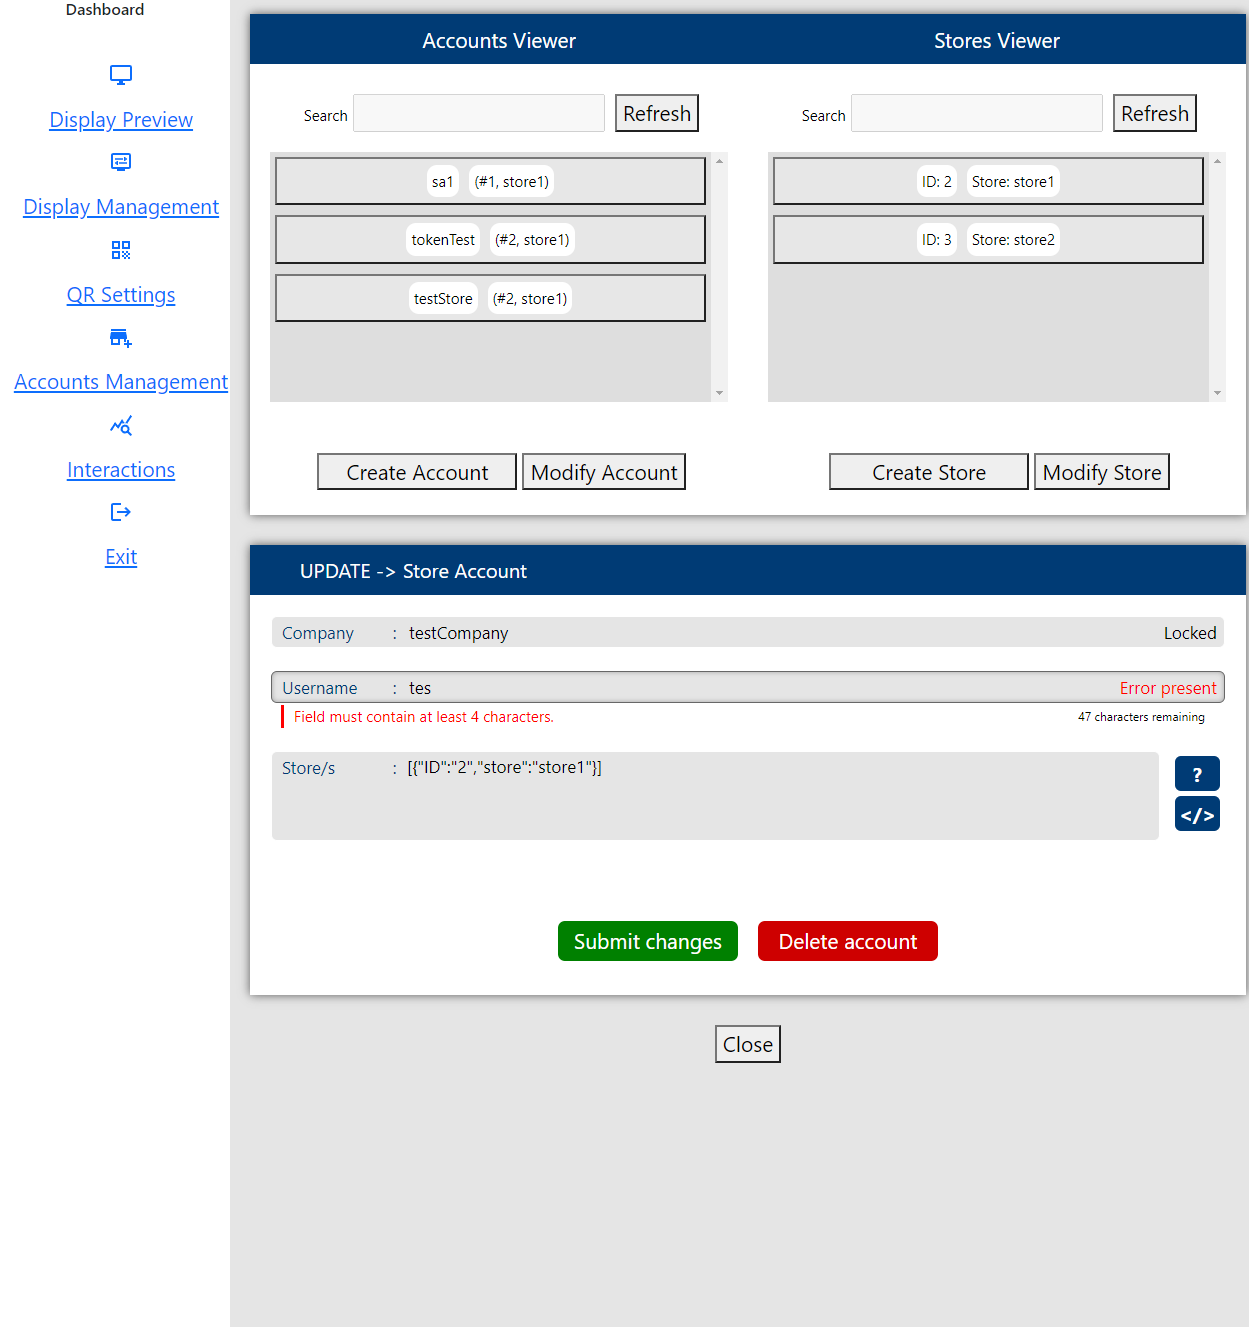 Dashboard
Display Preview
Display Management
QR Settings
Accounts Management
Interactions
Exit
Accounts Viewer
Search
Refresh
sa1 (#1, store1)
tokenTest (#2, store1)
testStore (#2, store1)
Create Account Modify Account
Stores Viewer
Search
Refresh
ID: 2 Store: store1
ID: 3 Store: store2
Create Store Modify Store
UPDATE -> Store Account
Company : testCompany Locked
Username : tes Error present
Field must contain at least 4 characters. 47 characters remaining
Store/s : [{"ID":"2","store":"store1"}]
?
</>
Submit changes Delete account
Close